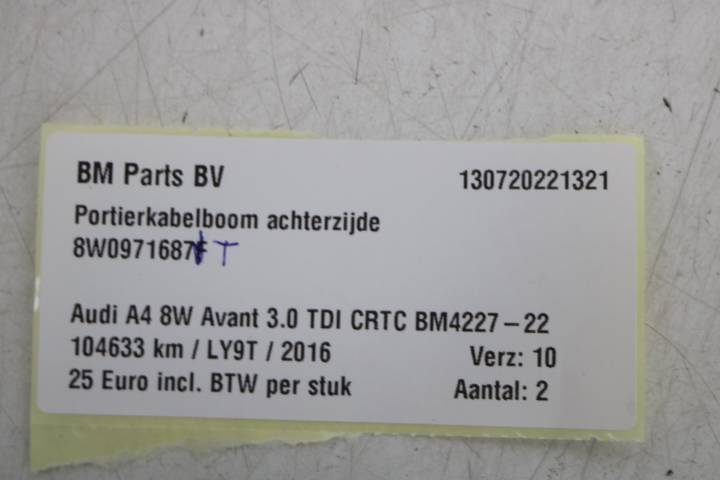 BM Parts BV 130720221321
Portierkabelboom achterzijde
8W0971687 T
Audi A4 8W Avant 3.0 TDI CRTC BM4227-22
104633 km / LY9T / 2016 Verz: 10
25 Euro incl. BTW per stuk Aantal: 2